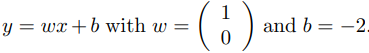 y = wx + b with w = ( 1 0 ) and b = −2.